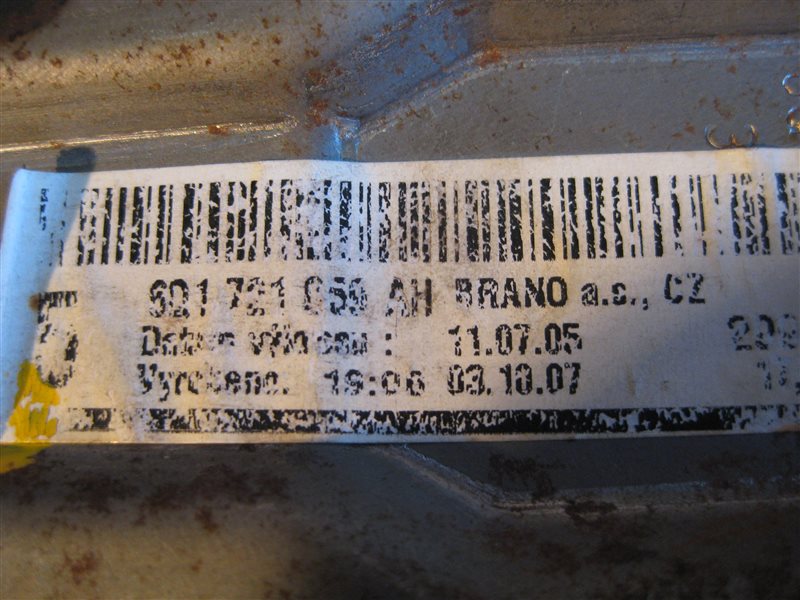 6Q1 721 059 AH BRANO a.s., CZ
Datum výkresu : 11.07.05
Vyrobeno: 19:06 03.10.07